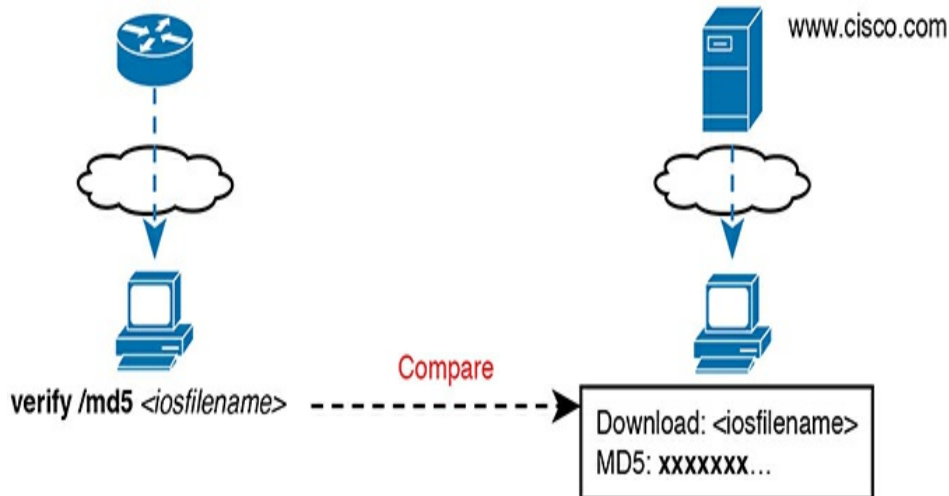 www.cisco.com
Compare
verify /md5 <iosfilename>
Download: <iosfilename>
MD5: xxxxxxx...